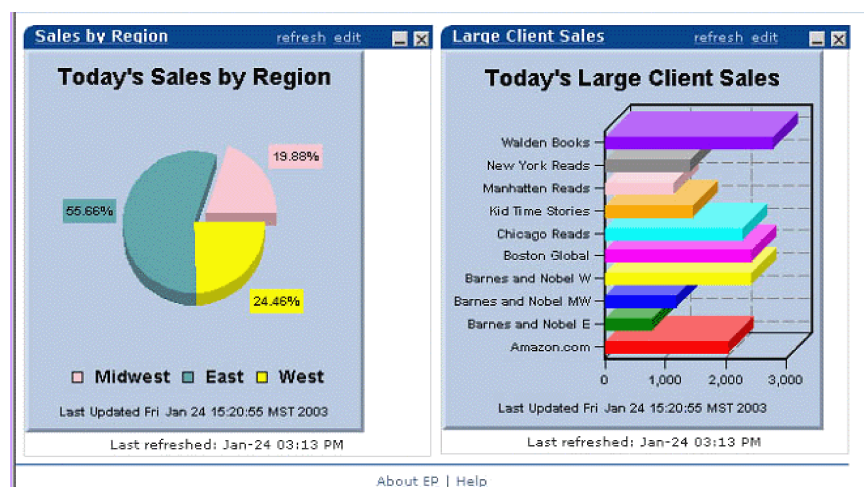 Sales by Region refresh edit
Today's Sales by Region
19.88%
55.66%
24.46%
Midwest East West
Last Updated Fri Jan 24 15:20:55 MST 2003
Last refreshed: Jan-24 03:13 PM
Large Client Sales refresh edit
Today's Large Client Sales
Walden Books
New York Reads
Manhatten Reads
Kid Time Stories
Chicago Reads
Boston Global
Barnes and Nobel W
Barnes and Nobel MW
Barnes and Nobel E
Amazon.com
0 1,000 2,000 3,000
Last Updated Fri Jan 24 15:20:55 MST 2003
Last refreshed: Jan-24 03:13 PM
About EP | Help